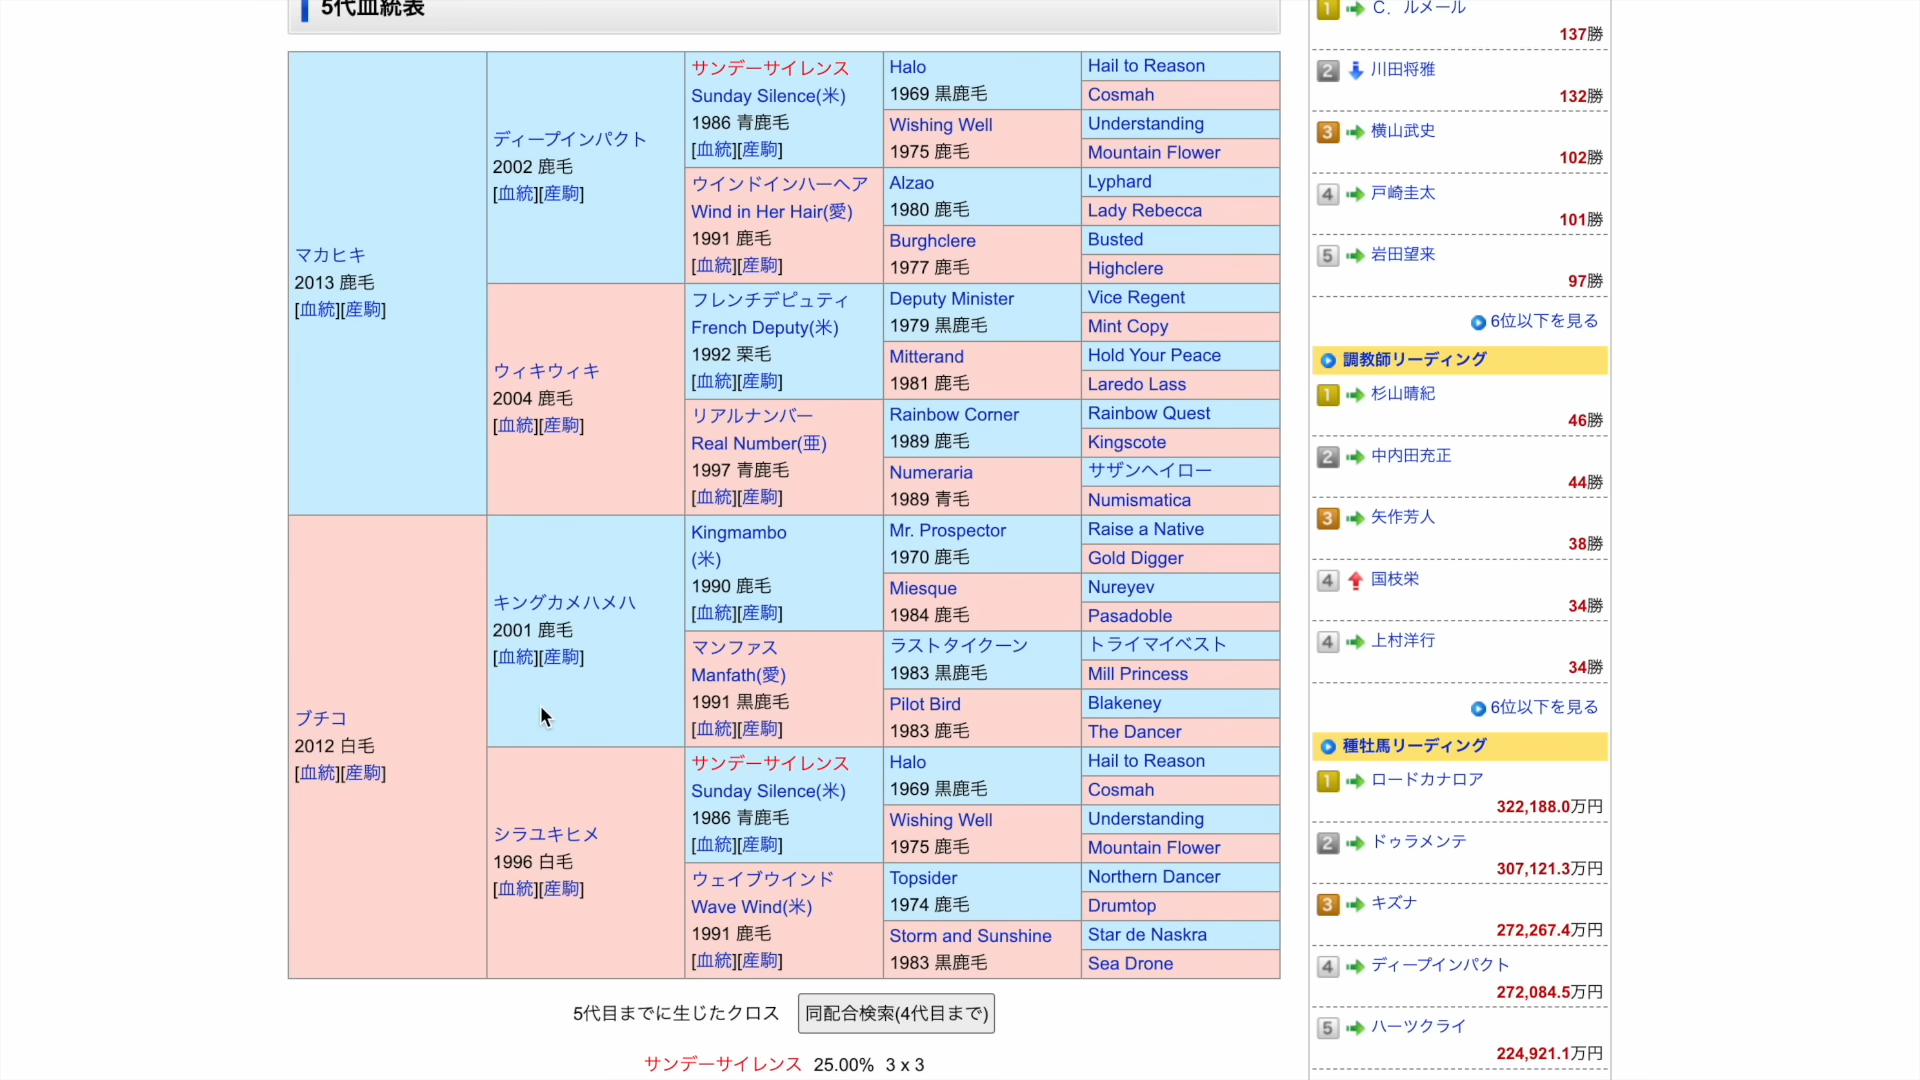 5代血統表
マカヒキ
2013 鹿毛
[血統][産駒]
ディープインパクト
2002 鹿毛
[血統][産駒]
サンデーサイレンス
Sunday Silence(米)
1986 青鹿毛
[血統][産駒]
Halo
1969 黒鹿毛
Hail to Reason
Cosmah
Wishing Well
1975 鹿毛
Understanding
Mountain Flower
ウインドインハーヘア
Wind in Her Hair(愛)
1991 鹿毛
[血統][産駒]
Alzao
1980 鹿毛
Lyphard
Lady Rebecca
Burghclere
1977 鹿毛
Busted
Highclere
ウィキウィキ
2004 鹿毛
[血統][産駒]
フレンチデピュティ
French Deputy(米)
1992 栗毛
[血統][産駒]
Deputy Minister
1979 黒鹿毛
Vice Regent
Mint Copy
Mitterand
1981 鹿毛
Hold Your Peace
Laredo Lass
リアルナンバー
Real Number(亜)
1997 青鹿毛
[血統][産駒]
Rainbow Corner
1989 鹿毛
Rainbow Quest
Kingscote
Numeraria
1989 青毛
サザンヘイロー
Numismatica
ブチコ
2012 白毛
[血統][産駒]
キングカメハメハ
2001 鹿毛
[血統][産駒]
Kingmambo
(米)
1990 鹿毛
[血統][産駒]
Mr. Prospector
1970 鹿毛
Raise a Native
Gold Digger
Miesque
1984 鹿毛
Nureyev
Pasadoble
マンファス
Manfath(愛)
1991 黒鹿毛
[血統][産駒]
ラストタイクーン
1983 黒鹿毛
トライマイベスト
Mill Princess
Pilot Bird
1983 鹿毛
Blakeney
The Dancer
シラユキヒメ
1996 白毛
[血統][産駒]
サンデーサイレンス
Sunday Silence(米)
1986 青鹿毛
[血統][産駒]
Halo
1969 黒鹿毛
Hail to Reason
Cosmah
Wishing Well
1975 鹿毛
Understanding
Mountain Flower
ウェイブウインド
Wave Wind(米)
1991 鹿毛
[血統][産駒]
Topsider
1974 鹿毛
Northern Dancer
Drumtop
Storm and Sunshine
1983 黒鹿毛
Star de Naskra
Sea Drone
5代目までに生じたクロス 同配合検索(4代目まで)
サンデーサイレンス 25.00% 3 x 3
1 C．ルメール
137勝
2 川田将雅
132勝
3 横山武史
102勝
4 戸崎圭太
101勝
5 岩田望来
97勝
6位以下を見る
調教師リーディング
1 杉山晴紀
46勝
2 中内田充正
44勝
3 矢作芳人
38勝
4 国枝栄
34勝
4 上村洋行
34勝
6位以下を見る
種牡馬リーディング
1 ロードカナロア
322,188.0万円
2 ドゥラメンテ
307,121.3万円
3 キズナ
272,267.4万円
4 ディープインパクト
272,084.5万円
5 ハーツクライ
224,921.1万円